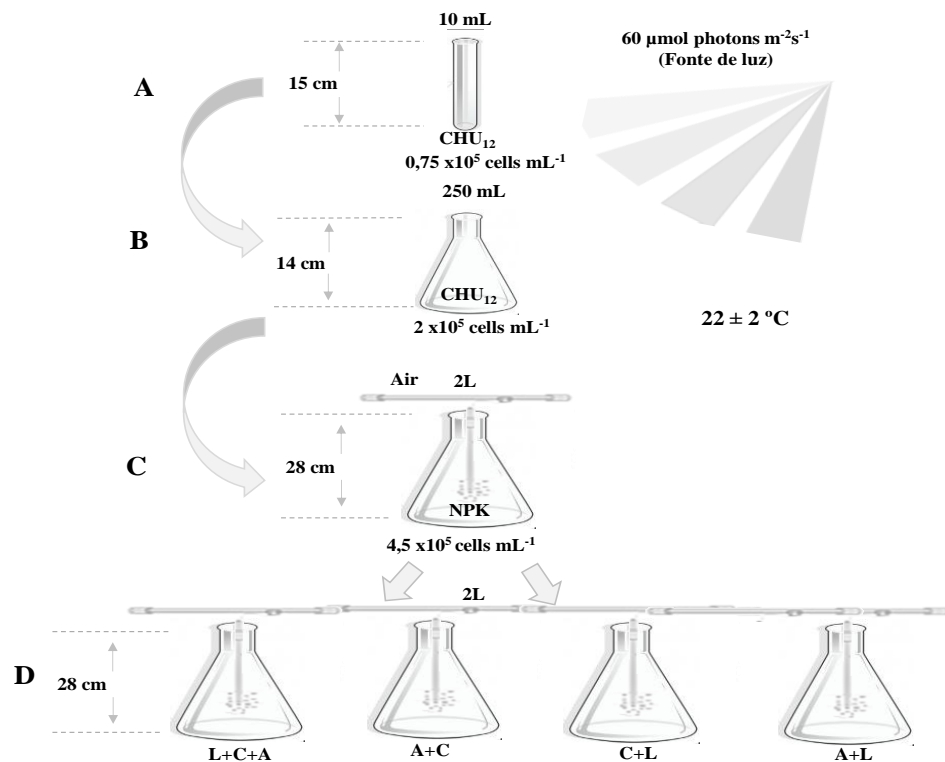 10 mL
60 µmol photons m⁻²s⁻¹
(Fonte de luz)
A
15 cm
CHU₁₂
0,75 x10⁵ cells mL⁻¹
250 mL
B
14 cm
CHU₁₂
2 x10⁵ cells mL⁻¹
22 ± 2 ºC
Air 2L
C
28 cm
NPK
4,5 x10⁵ cells mL⁻¹
2L
D
28 cm
L+C+A A+C C+L A+L